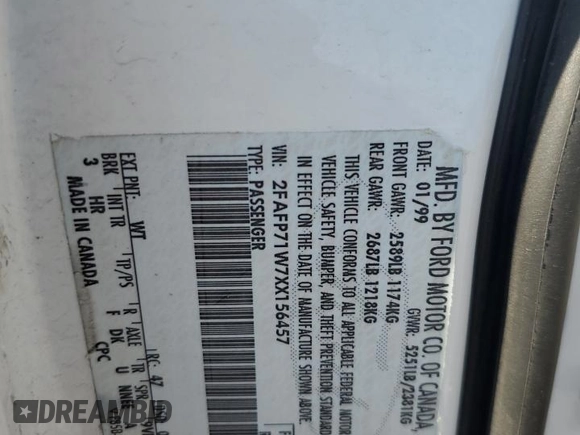 MFD. BY FORD MOTOR CO. OF CANADA,
DATE: 01/99
GVWR: 5251LB/2381KG
FRONT GAWR: 2589LB 1174KG
REAR GAWR: 2687LB 1218KG
THIS VEHICLE CONFORMS TO ALL APPLICABLE FEDERAL MOTOR
VEHICLE SAFETY, BUMPER, AND THEFT PREVENTION STANDARDS
IN EFFECT ON THE DATE OF MANUFACTURE SHOWN ABOVE.
2FAFP71W7XX156457
TYPE: PASSENGER
EXT PNT: WT RC: 47
BRK INT TR TP/PS R AXLE TR SPR
3 HR F DK U
MADE IN CANADA CPC
DREAMBID